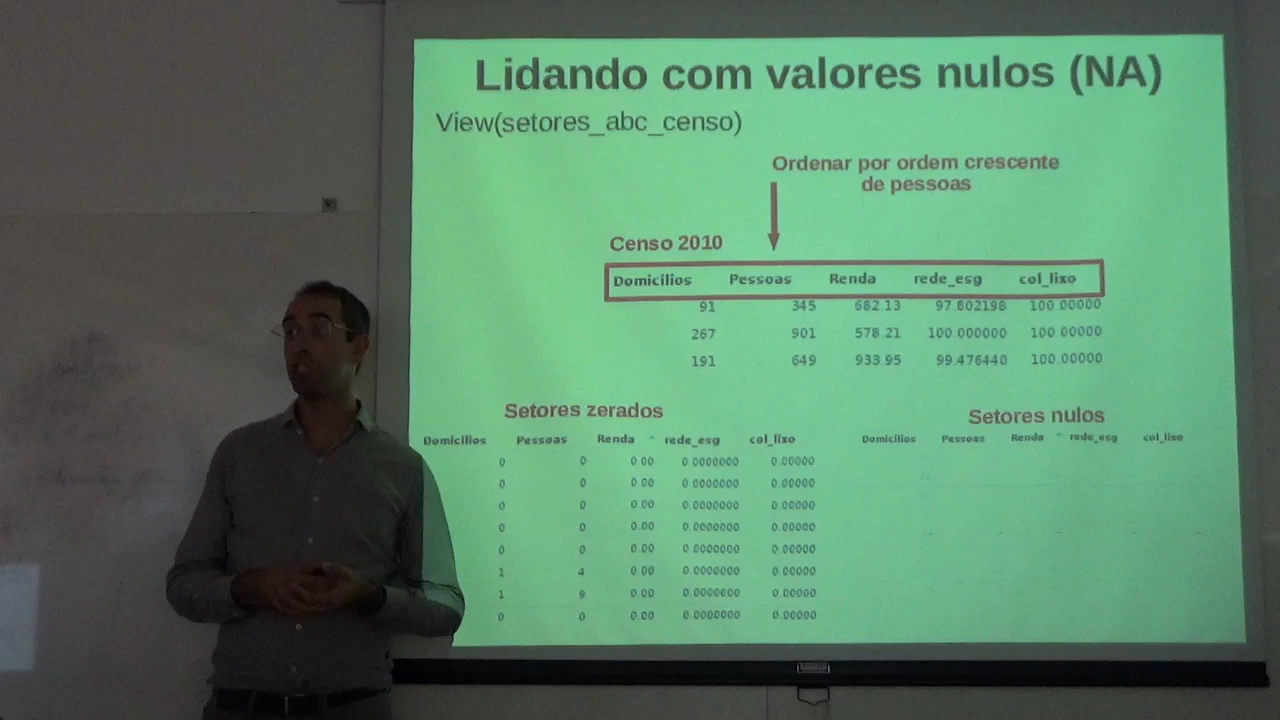 Lidando com valores nulos (NA)
View(setores_abc_censo)
Ordenar por ordem crescente
de pessoas
Censo 2010
Domicílios Pessoas Renda rede_esg col_lixo
91 345 682.13 97.802198 100.00000
267 901 578.21 100.000000 100.00000
191 649 933.95 99.476440 100.00000
Setores zerados
Domicílios Pessoas Renda rede_esg col_lixo
0 0 0.00 0.0000000 0.00000
0 0 0.00 0.0000000 0.00000
0 0 0.00 0.0000000 0.00000
0 0 0.00 0.0000000 0.00000
0 0 0.00 0.0000000 0.00000
1 4 0.00 0.0000000 0.00000
1 9 0.00 0.0000000 0.00000
0 0 0.00 0.0000000 0.00000
Setores nulos
Domicílios Pessoas Renda rede_esg col_lixo